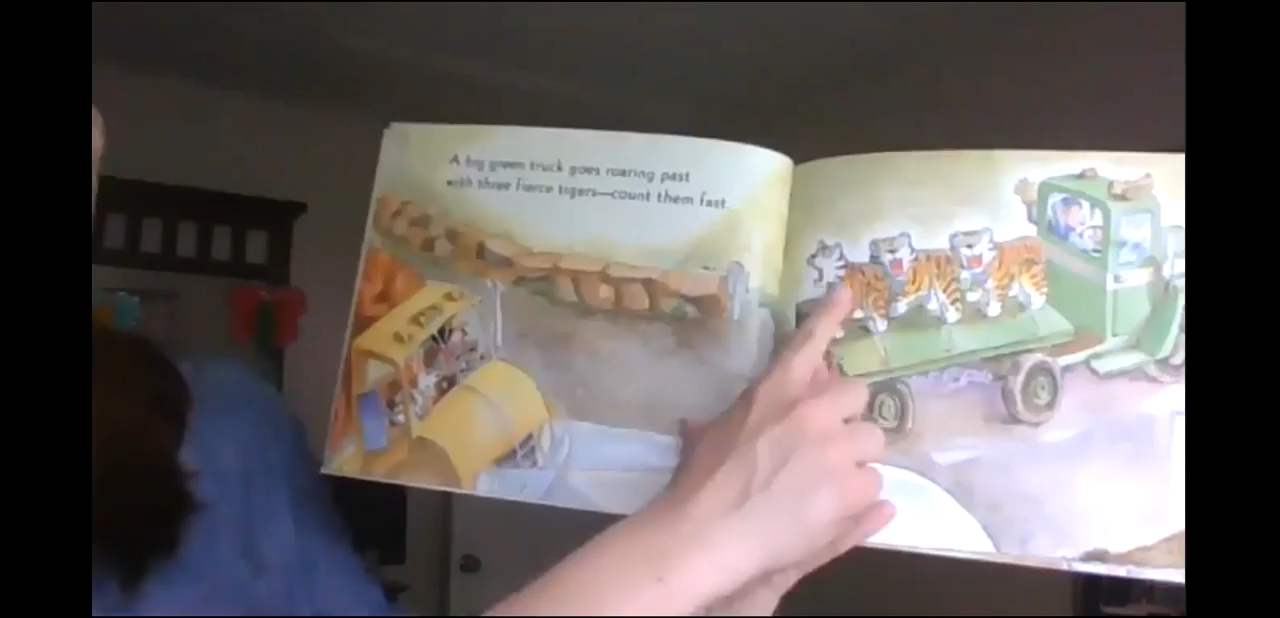 A big green truck goes roaring past
with three fierce tigers—count them fast.